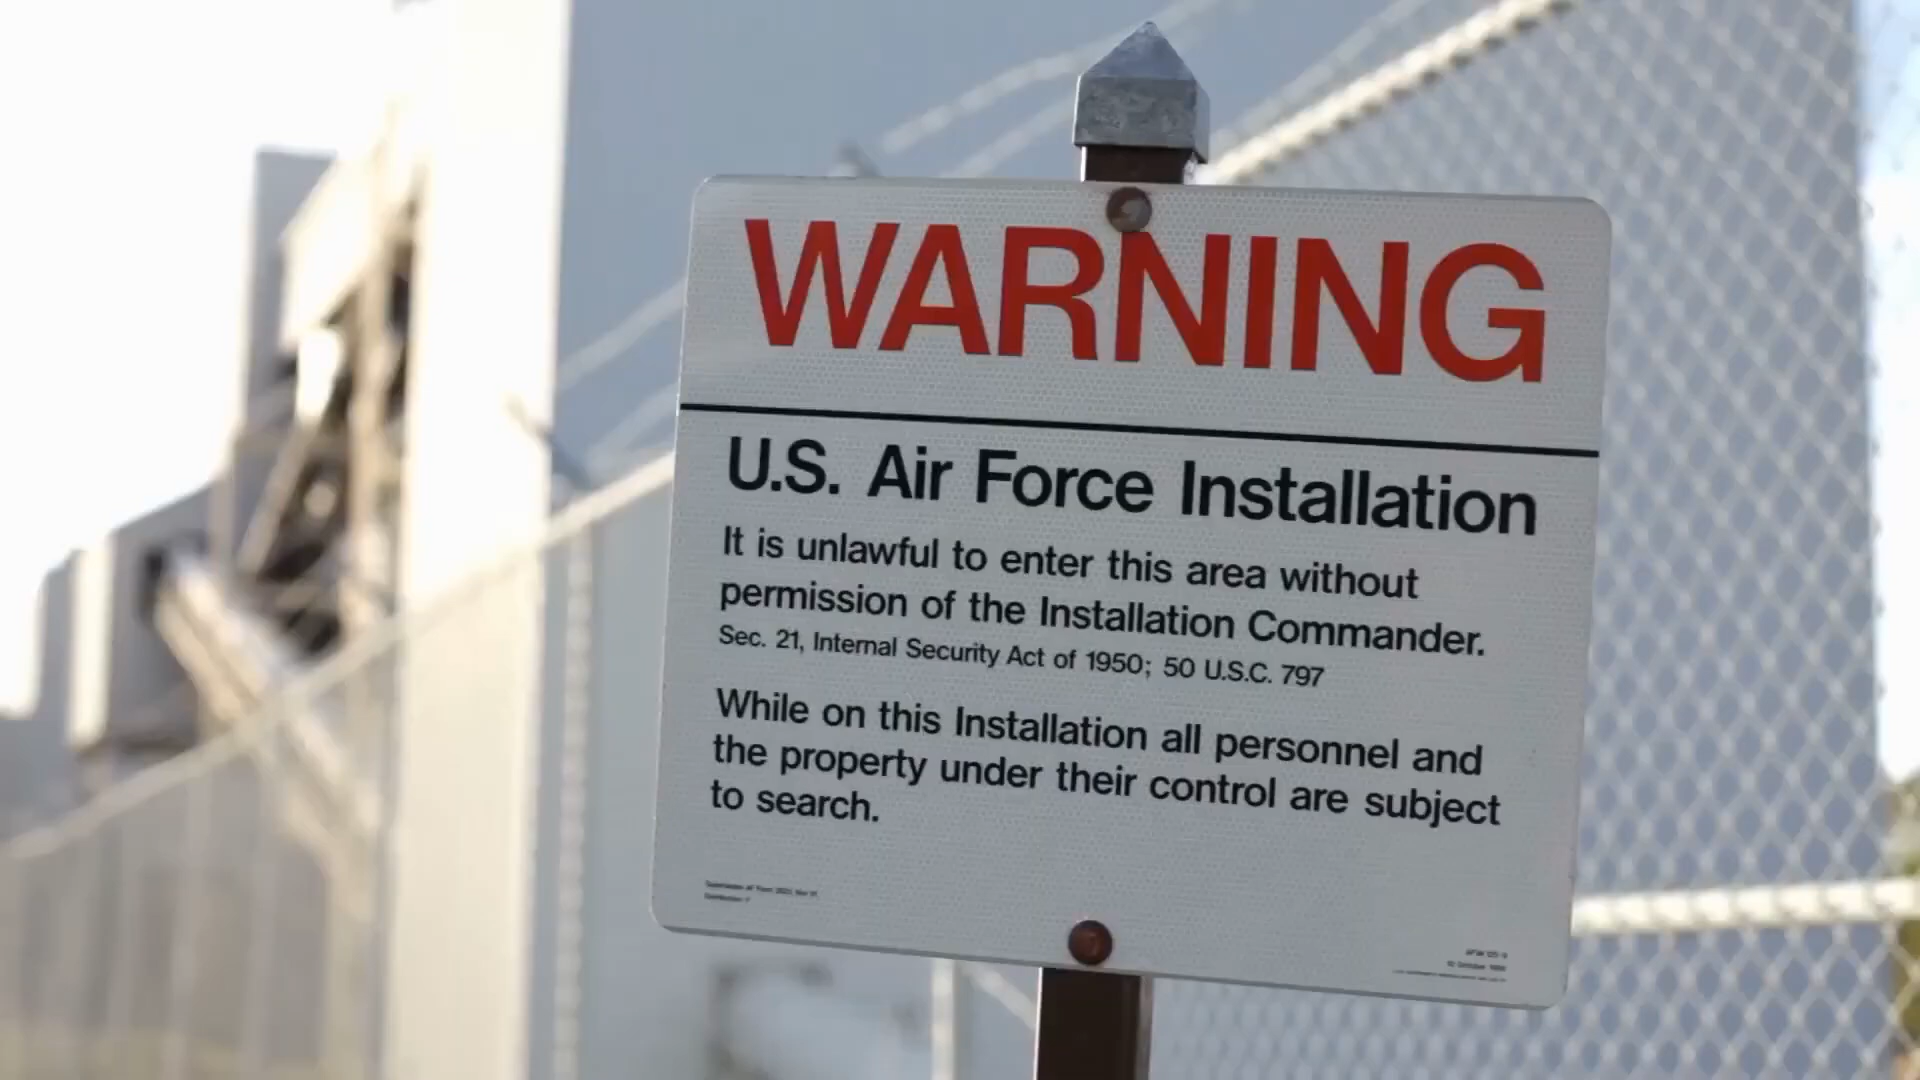 WARNING
U.S. Air Force Installation
It is unlawful to enter this area without
permission of the Installation Commander.
Sec. 21, Internal Security Act of 1950; 50 U.S.C. 797
While on this Installation all personnel and
the property under their control are subject
to search.